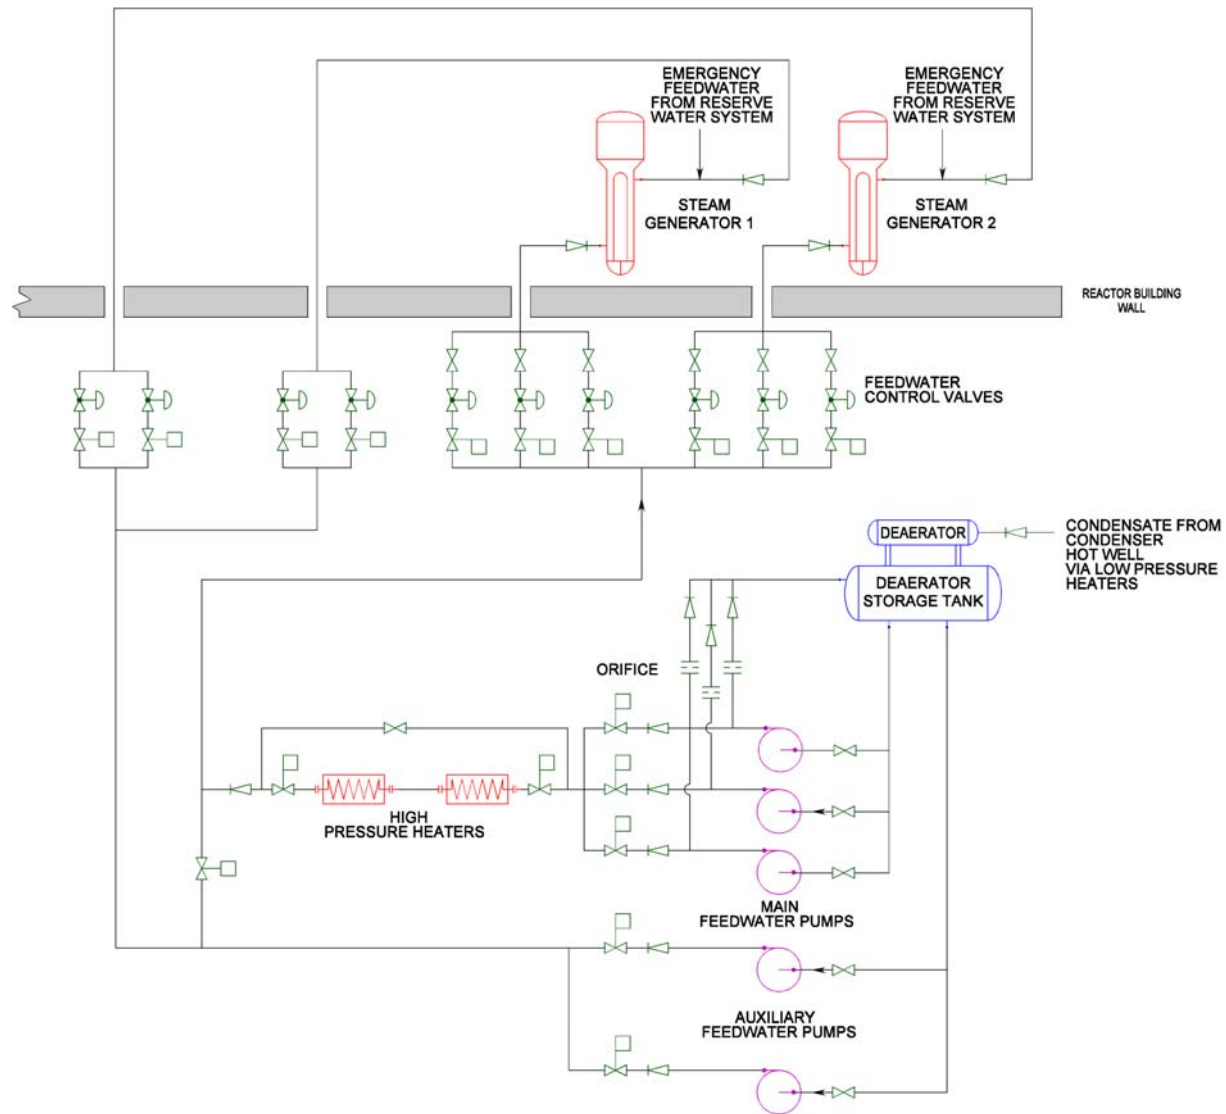 EMERGENCY
FEEDWATER
FROM RESERVE
WATER SYSTEM
EMERGENCY
FEEDWATER
FROM RESERVE
WATER SYSTEM
STEAM
GENERATOR 1
STEAM
GENERATOR 2
REACTOR BUILDING
WALL
FEEDWATER
CONTROL VALVES
DEAERATOR
CONDENSATE FROM
CONDENSER
HOT WELL
VIA LOW PRESSURE
HEATERS
DEAERATOR
STORAGE TANK
ORIFICE
HIGH
PRESSURE HEATERS
MAIN
FEEDWATER PUMPS
AUXILIARY
FEEDWATER PUMPS